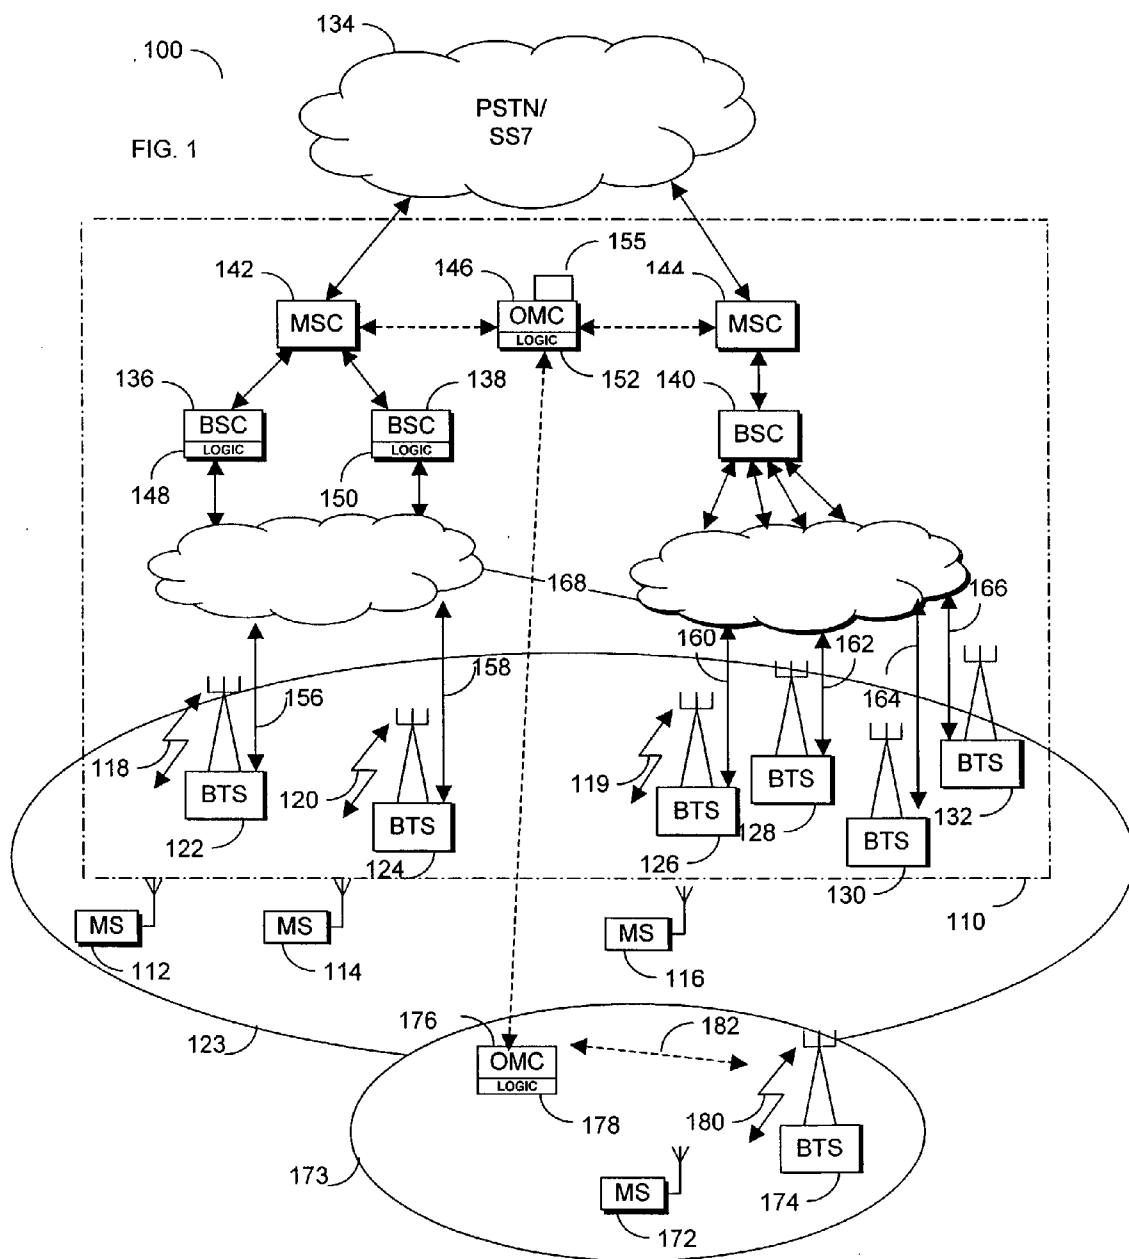 134
100
PSTN/
SS7
FIG. 1
155
142
146
144
MSC
OMC
LOGIC
MSC
136
138
152
140
BSC
LOGIC
BSC
LOGIC
BSC
148
150
168
166
160
162
158
164
156
118
120
119
BTS
BTS
BTS
BTS
BTS
BTS
122
124
126
128
130
132
110
MS
MS
MS
112
114
116
123
176
182
OMC
LOGIC
178
180
BTS
173
MS
174
172